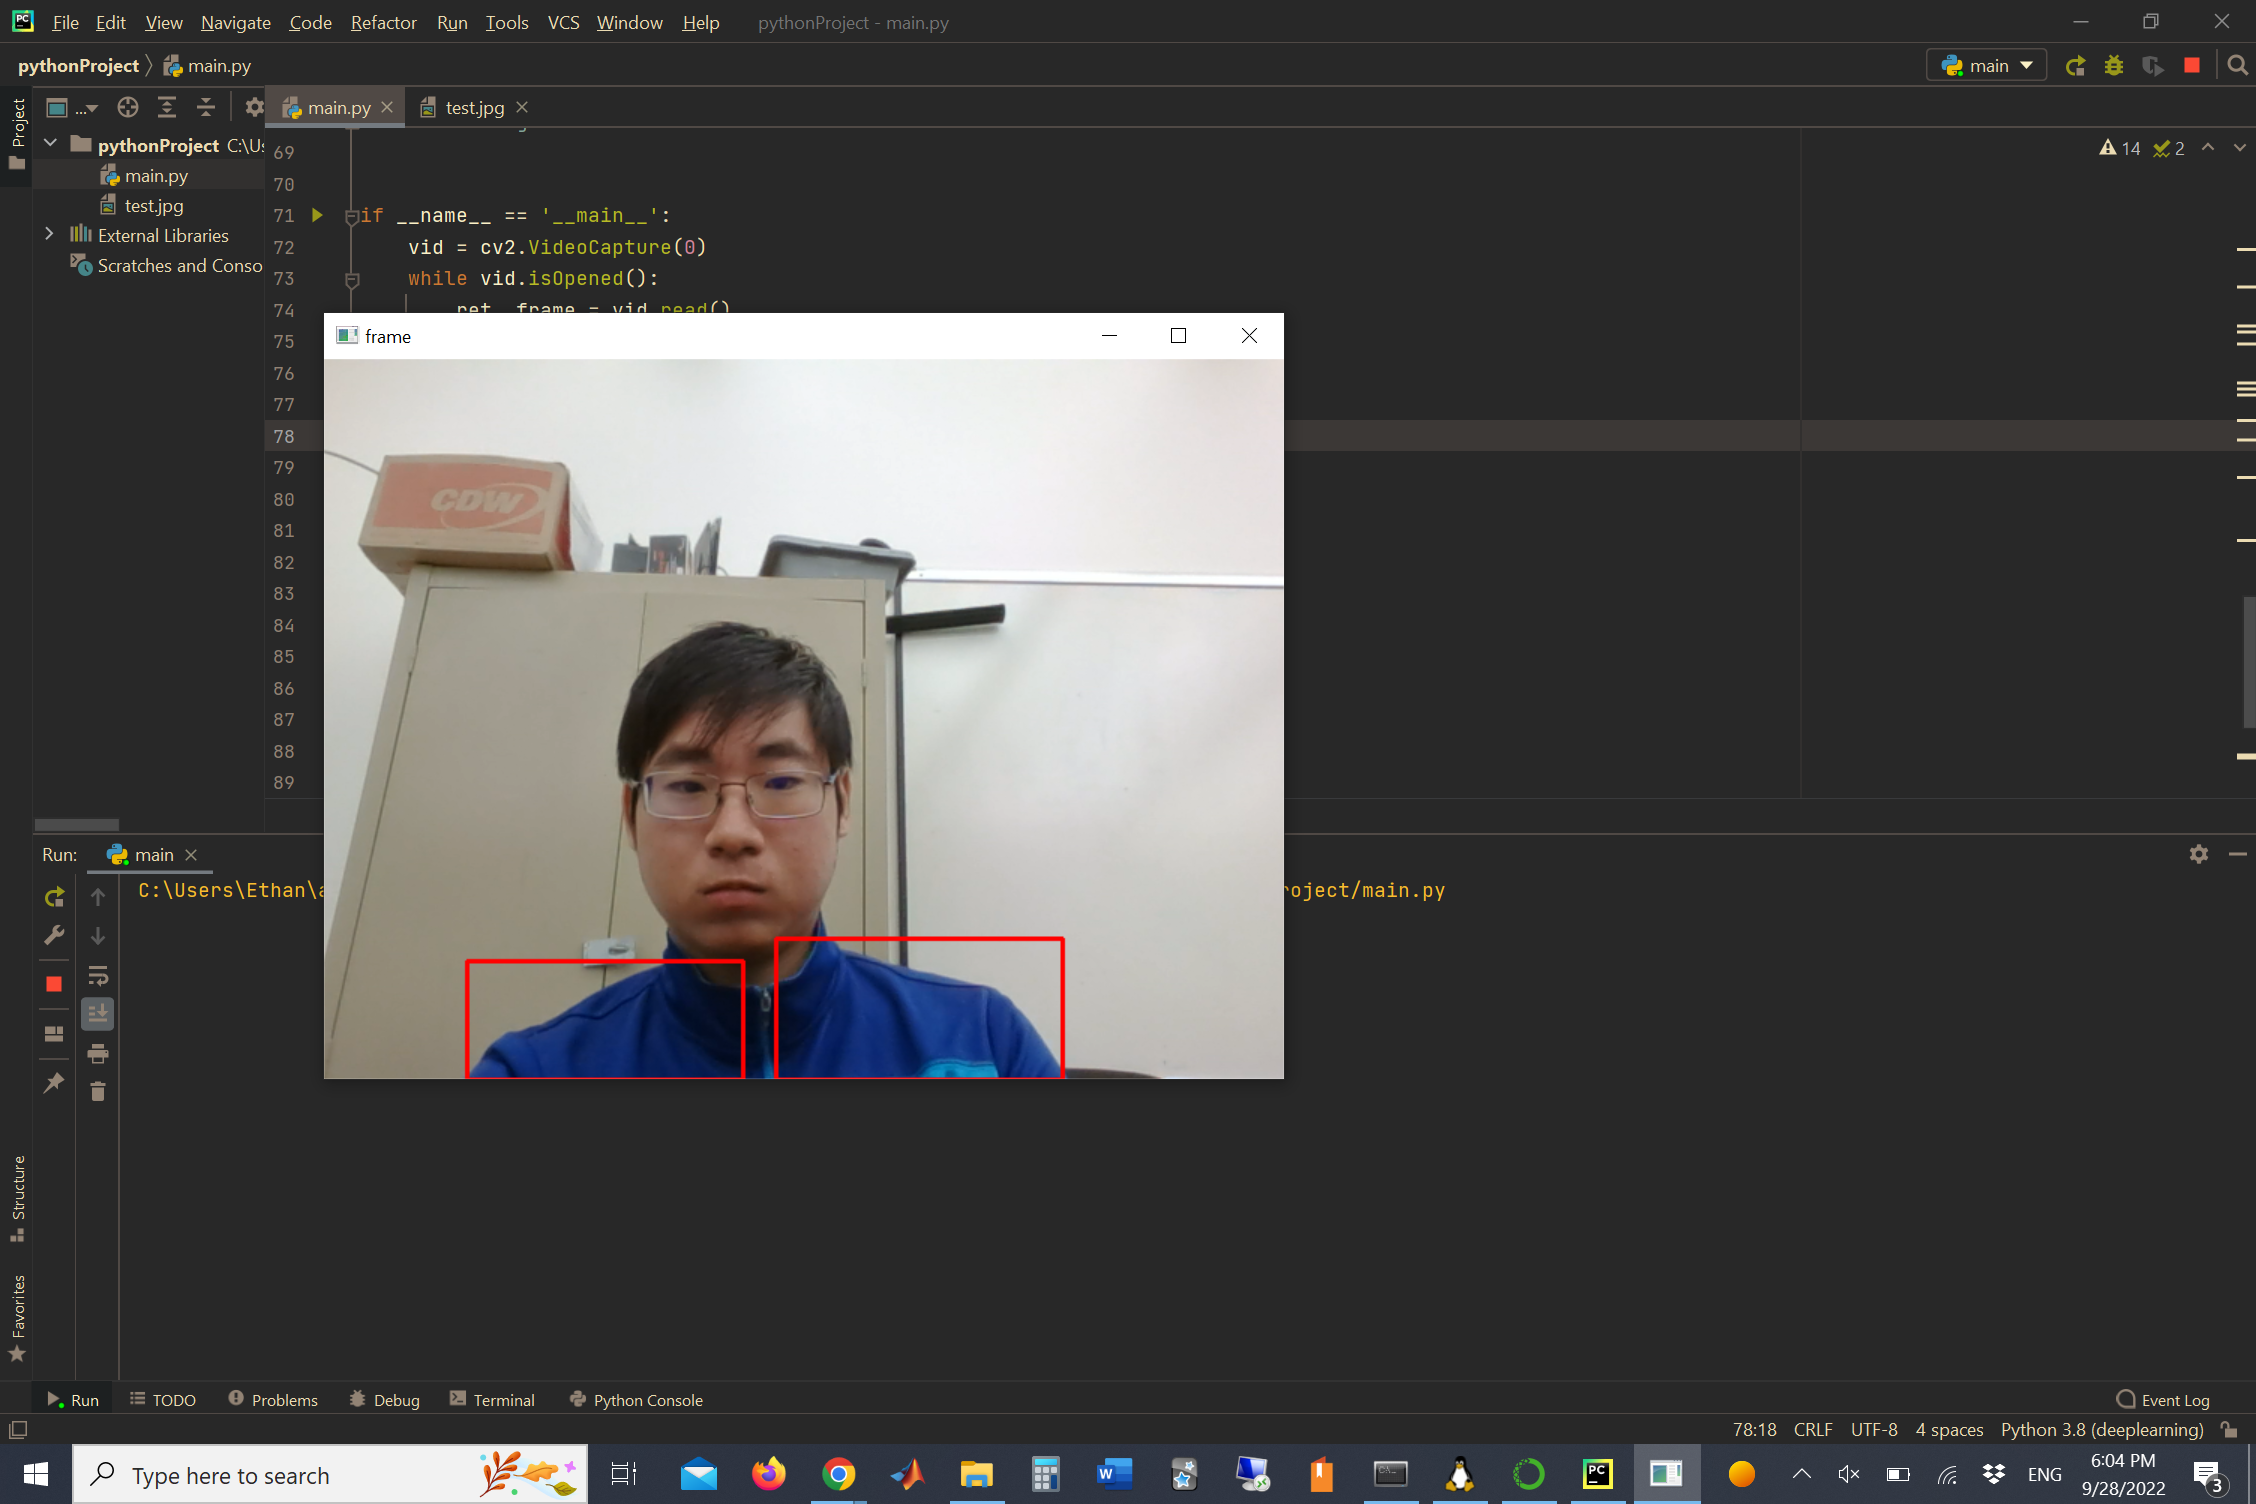 File Edit View Navigate Code Refactor Run Tools VCS Window Help pythonProject - main.py
pythonProject main.py
main
Project
...
main.py
test.jpg
pythonProject C:\Us
main.py
test.jpg
External Libraries
Scratches and Conso
14 2
69
70
71 if __name__ == '__main__':
72 vid = cv2.VideoCapture(0)
73 while vid.isOpened():
74 ret, frame = vid.read()
75
76
77
78
79
80
81
82
83
84
85
86
87
88
89
frame
CDW
Run: main
C:\Users\Ethan\a
roject/main.py
Structure
Favorites
Run TODO Problems Debug Terminal Python Console Event Log
78:18 CRLF UTF-8 4 spaces Python 3.8 (deeplearning)
Type here to search
ENG
6:04 PM
9/28/2022
3